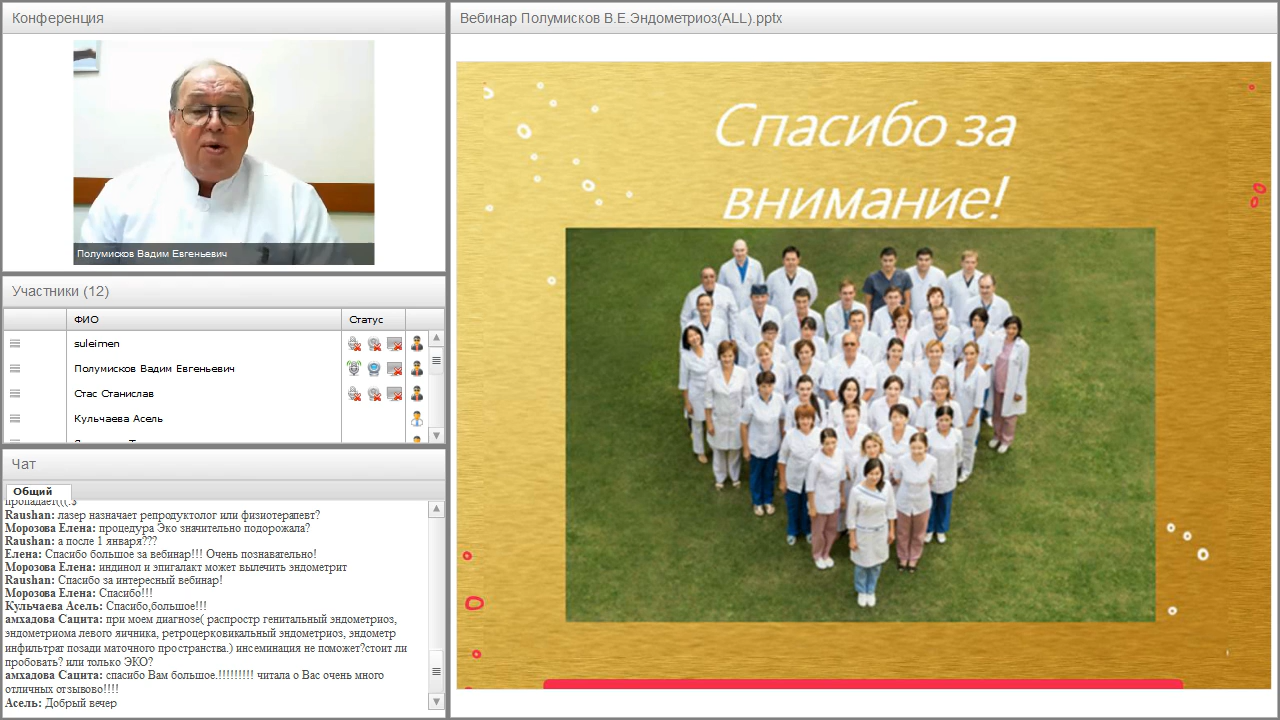 Конференция
Полумисков Вадим Евгеньевич
Участники (12)
ФИО Статус
suleimen
Полумисков Вадим Евгеньевич
Стас Станислав
Кульчаева Асель
Чат
Общий
Raushan: лазер назначает репродуктолог или физиотерапевт?
Морозова Елена: процедура Эко значительно подорожала?
Raushan: а после 1 января???
Елена: Спасибо большое за вебинар!!! Очень познавательно!
Морозова Елена: индинол и эпигалакт может вылечить эндометрит
Raushan: Спасибо за интересный вебинар!
Морозова Елена: Спасибо!!!
Кульчаева Асель: Спасибо,большое!!!
амхадова Сацита: при моем диагнозе( распростр генитальный эндометриоз,
эндометриома левого яичника, ретроцерковикальный эндометриоз, эндометр
инфильтрат позади маточного пространства.) инсеминация не поможет?стоит ли
пробовать? или только ЭКО?
амхадова Сацита: спасибо Вам большое.!!!!!!!!! читала о Вас очень много
отличных отзывово!!!!
Асель: Добрый вечер
Вебинар Полумисков В.Е.Эндометриоз(ALL).pptx
Спасибо за
внимание!